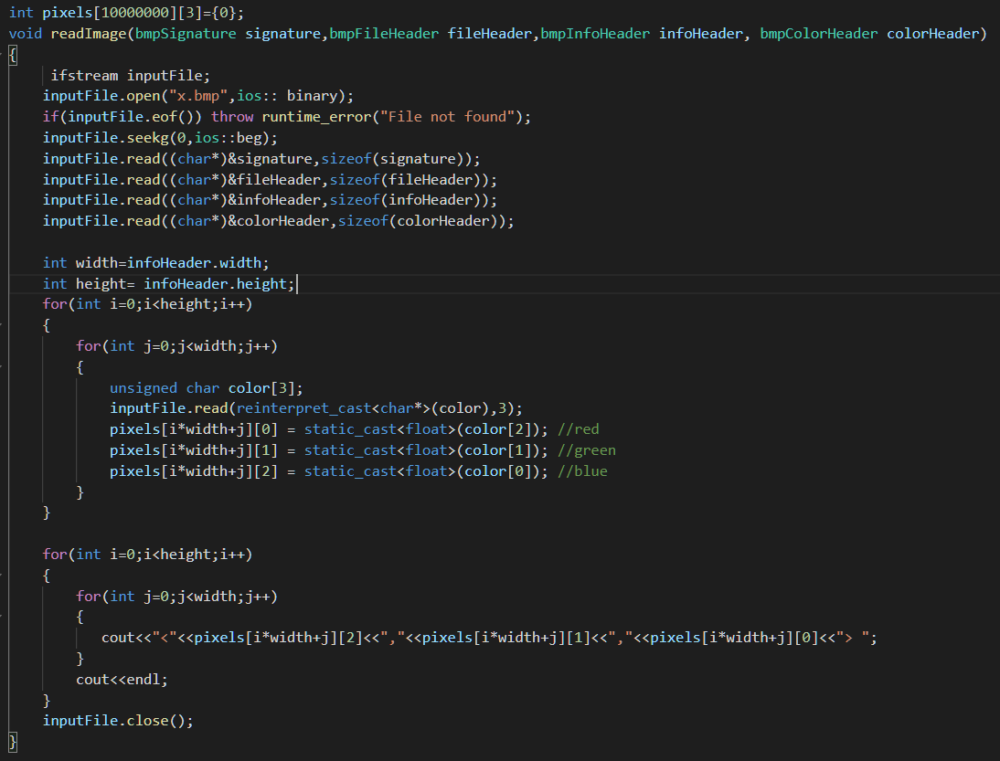 int pixels[10000000][3]={0};
void readImage(bmpSignature signature,bmpFileHeader fileHeader,bmpInfoHeader infoHeader, bmpColorHeader colorHeader)
{
     ifstream inputFile;
    inputFile.open("x.bmp",ios:: binary);
    if(inputFile.eof()) throw runtime_error("File not found");
    inputFile.seekg(0,ios::beg);
    inputFile.read((char*)&signature,sizeof(signature));
    inputFile.read((char*)&fileHeader,sizeof(fileHeader));
    inputFile.read((char*)&infoHeader,sizeof(infoHeader));
    inputFile.read((char*)&colorHeader,sizeof(colorHeader));

    int width=infoHeader.width;
    int height= infoHeader.height;
    for(int i=0;i<height;i++)
    {
        for(int j=0;j<width;j++)
        {
            unsigned char color[3];
            inputFile.read(reinterpret_cast<char*>(color),3);
            pixels[i*width+j][0] = static_cast<float>(color[2]); //red
            pixels[i*width+j][1] = static_cast<float>(color[1]); //green
            pixels[i*width+j][2] = static_cast<float>(color[0]); //blue
        }
    }

    for(int i=0;i<height;i++)
    {
        for(int j=0;j<width;j++)
        {
           cout<<"<"<<pixels[i*width+j][2]<<","<<pixels[i*width+j][1]<<","<<pixels[i*width+j][0]<<"> ";
        }
        cout<<endl;
    }
    inputFile.close();
}